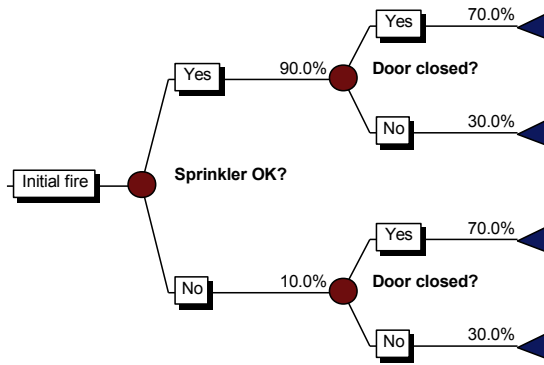 Yes 70.0%
Yes 90.0% Door closed?
No 30.0%
Initial fire Sprinkler OK?
Yes 70.0%
No 10.0% Door closed?
No 30.0%